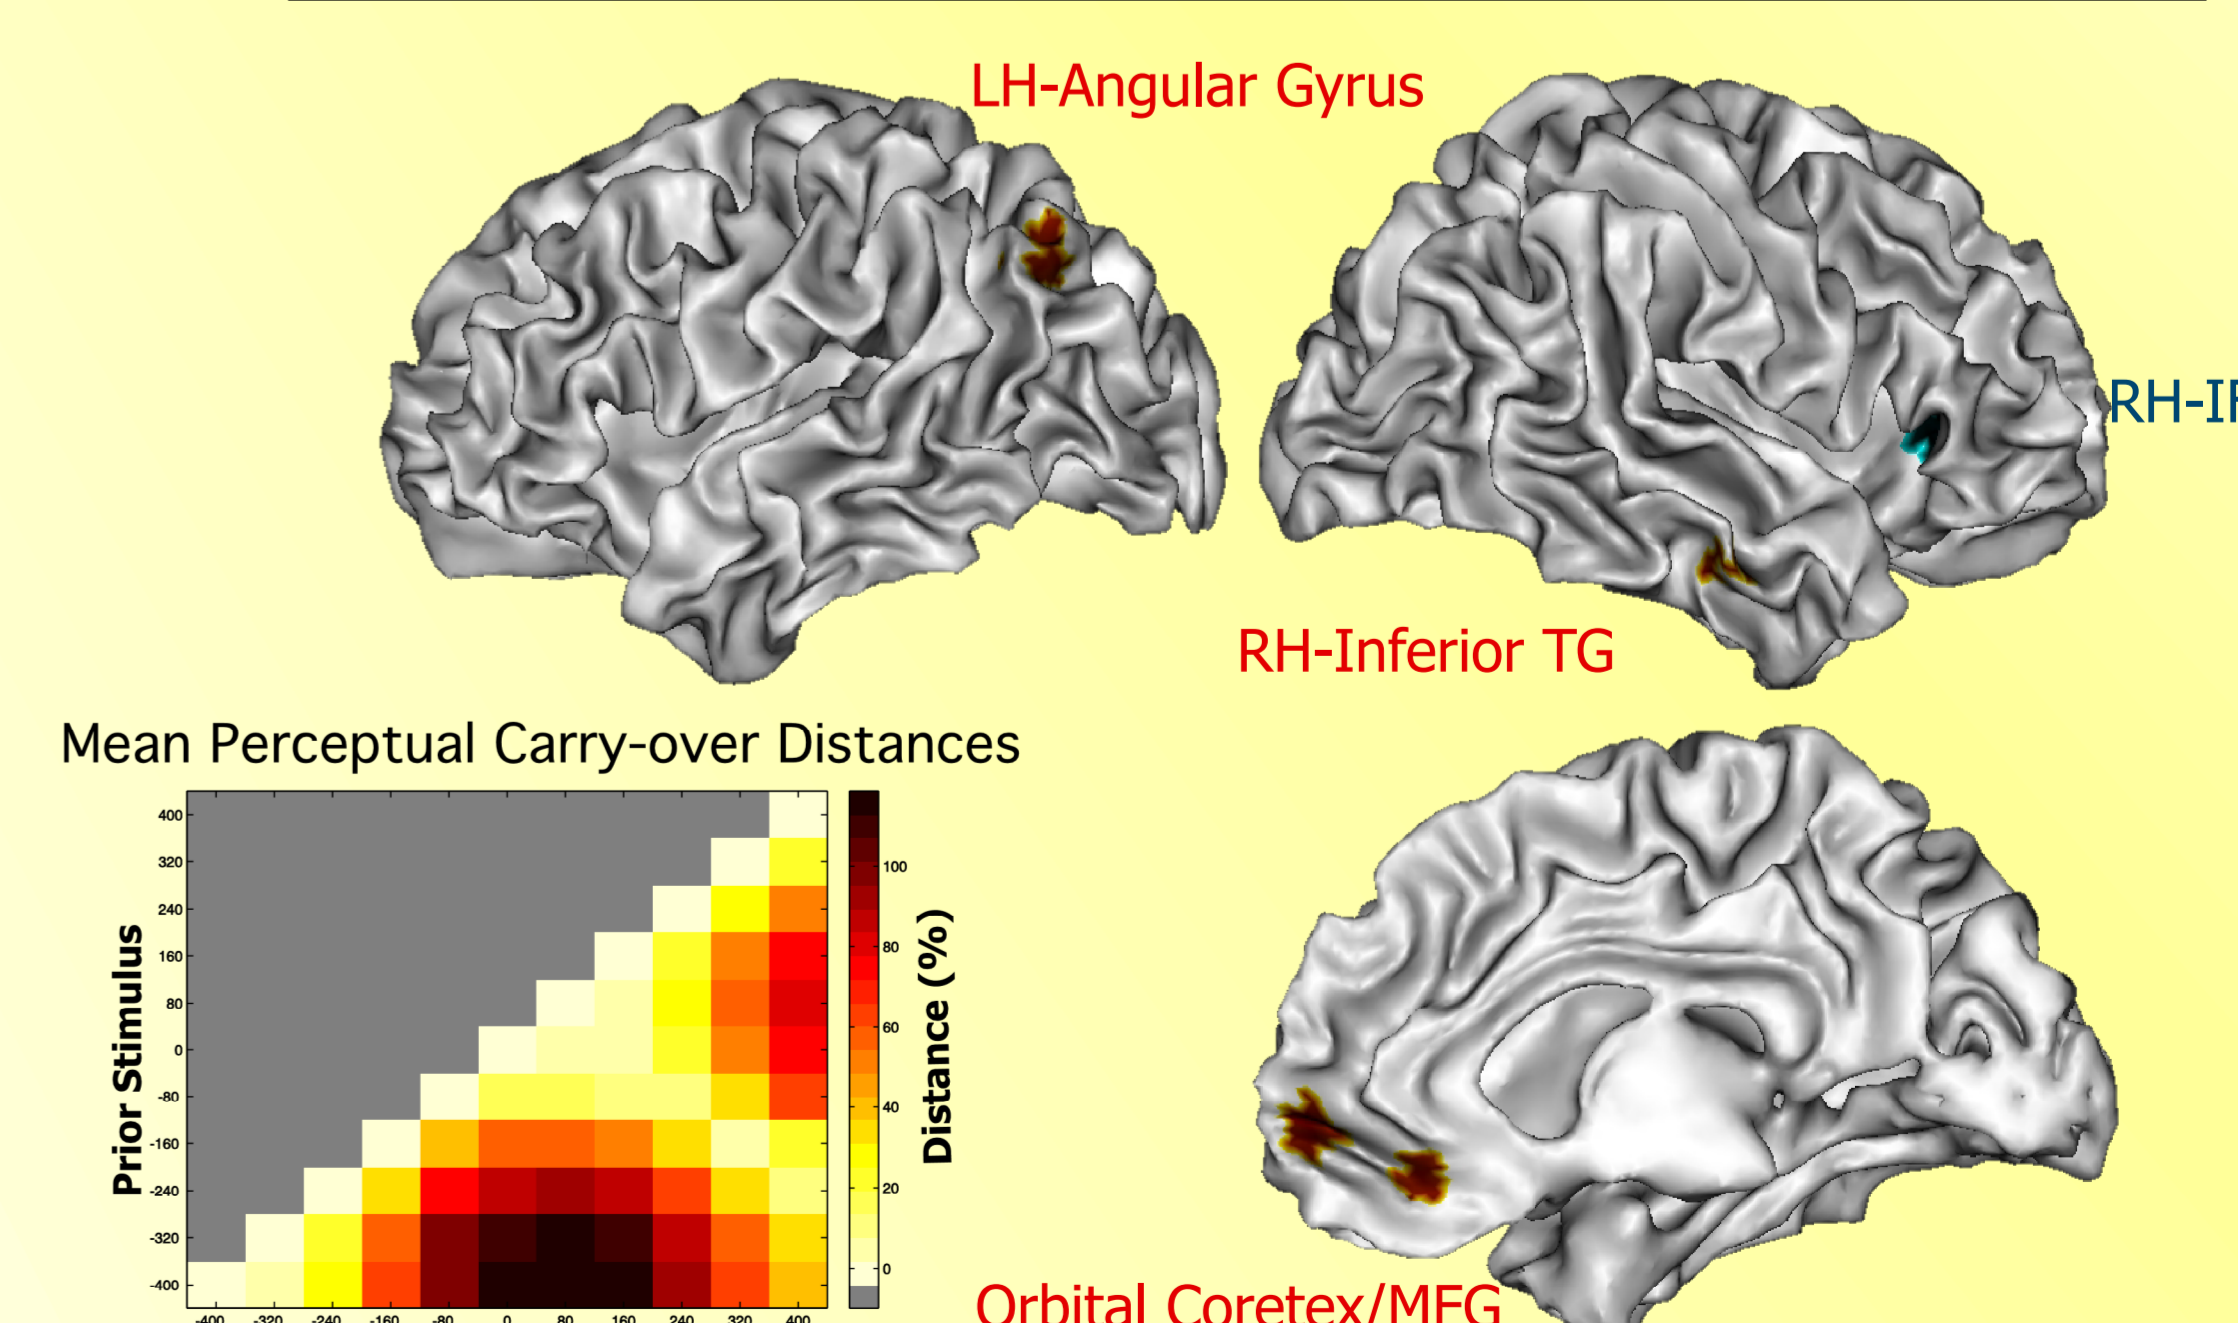 LH-Angular Gyrus
RH-IF
RH-Inferior TG
Mean Perceptual Carry-over Distances
Prior Stimulus
400
320
240
160
80
0
-80
-160
-240
-320
-400
-400 -320 -240 -160 -80 0 80 160 240 320 400
100
80
60
40
20
0
Distance (%)
Orbital Coretex/MFG